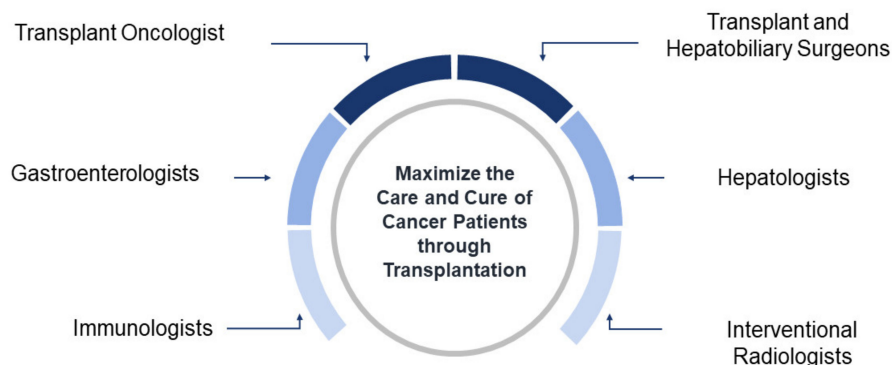 Transplant Oncologist
Transplant and
Hepatobiliary Surgeons
Gastroenterologists
Maximize the
Care and Cure of
Cancer Patients
through
Transplantation
Hepatologists
Immunologists
Interventional
Radiologists